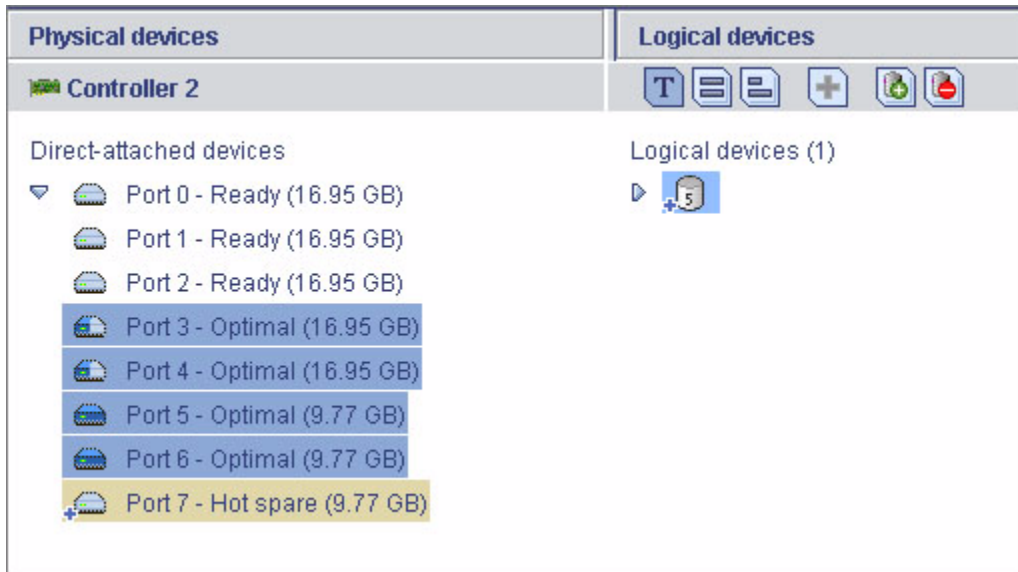 Physical devices
Logical devices
Controller 2
T
Direct-attached devices
Logical devices (1)
Port 0 - Ready (16.95 GB)
5
Port 1 - Ready (16.95 GB)
Port 2 - Ready (16.95 GB)
Port 3 - Optimal (16.95 GB)
Port 4 - Optimal (16.95 GB)
Port 5 - Optimal (9.77 GB)
Port 6 - Optimal (9.77 GB)
Port 7 - Hot spare (9.77 GB)